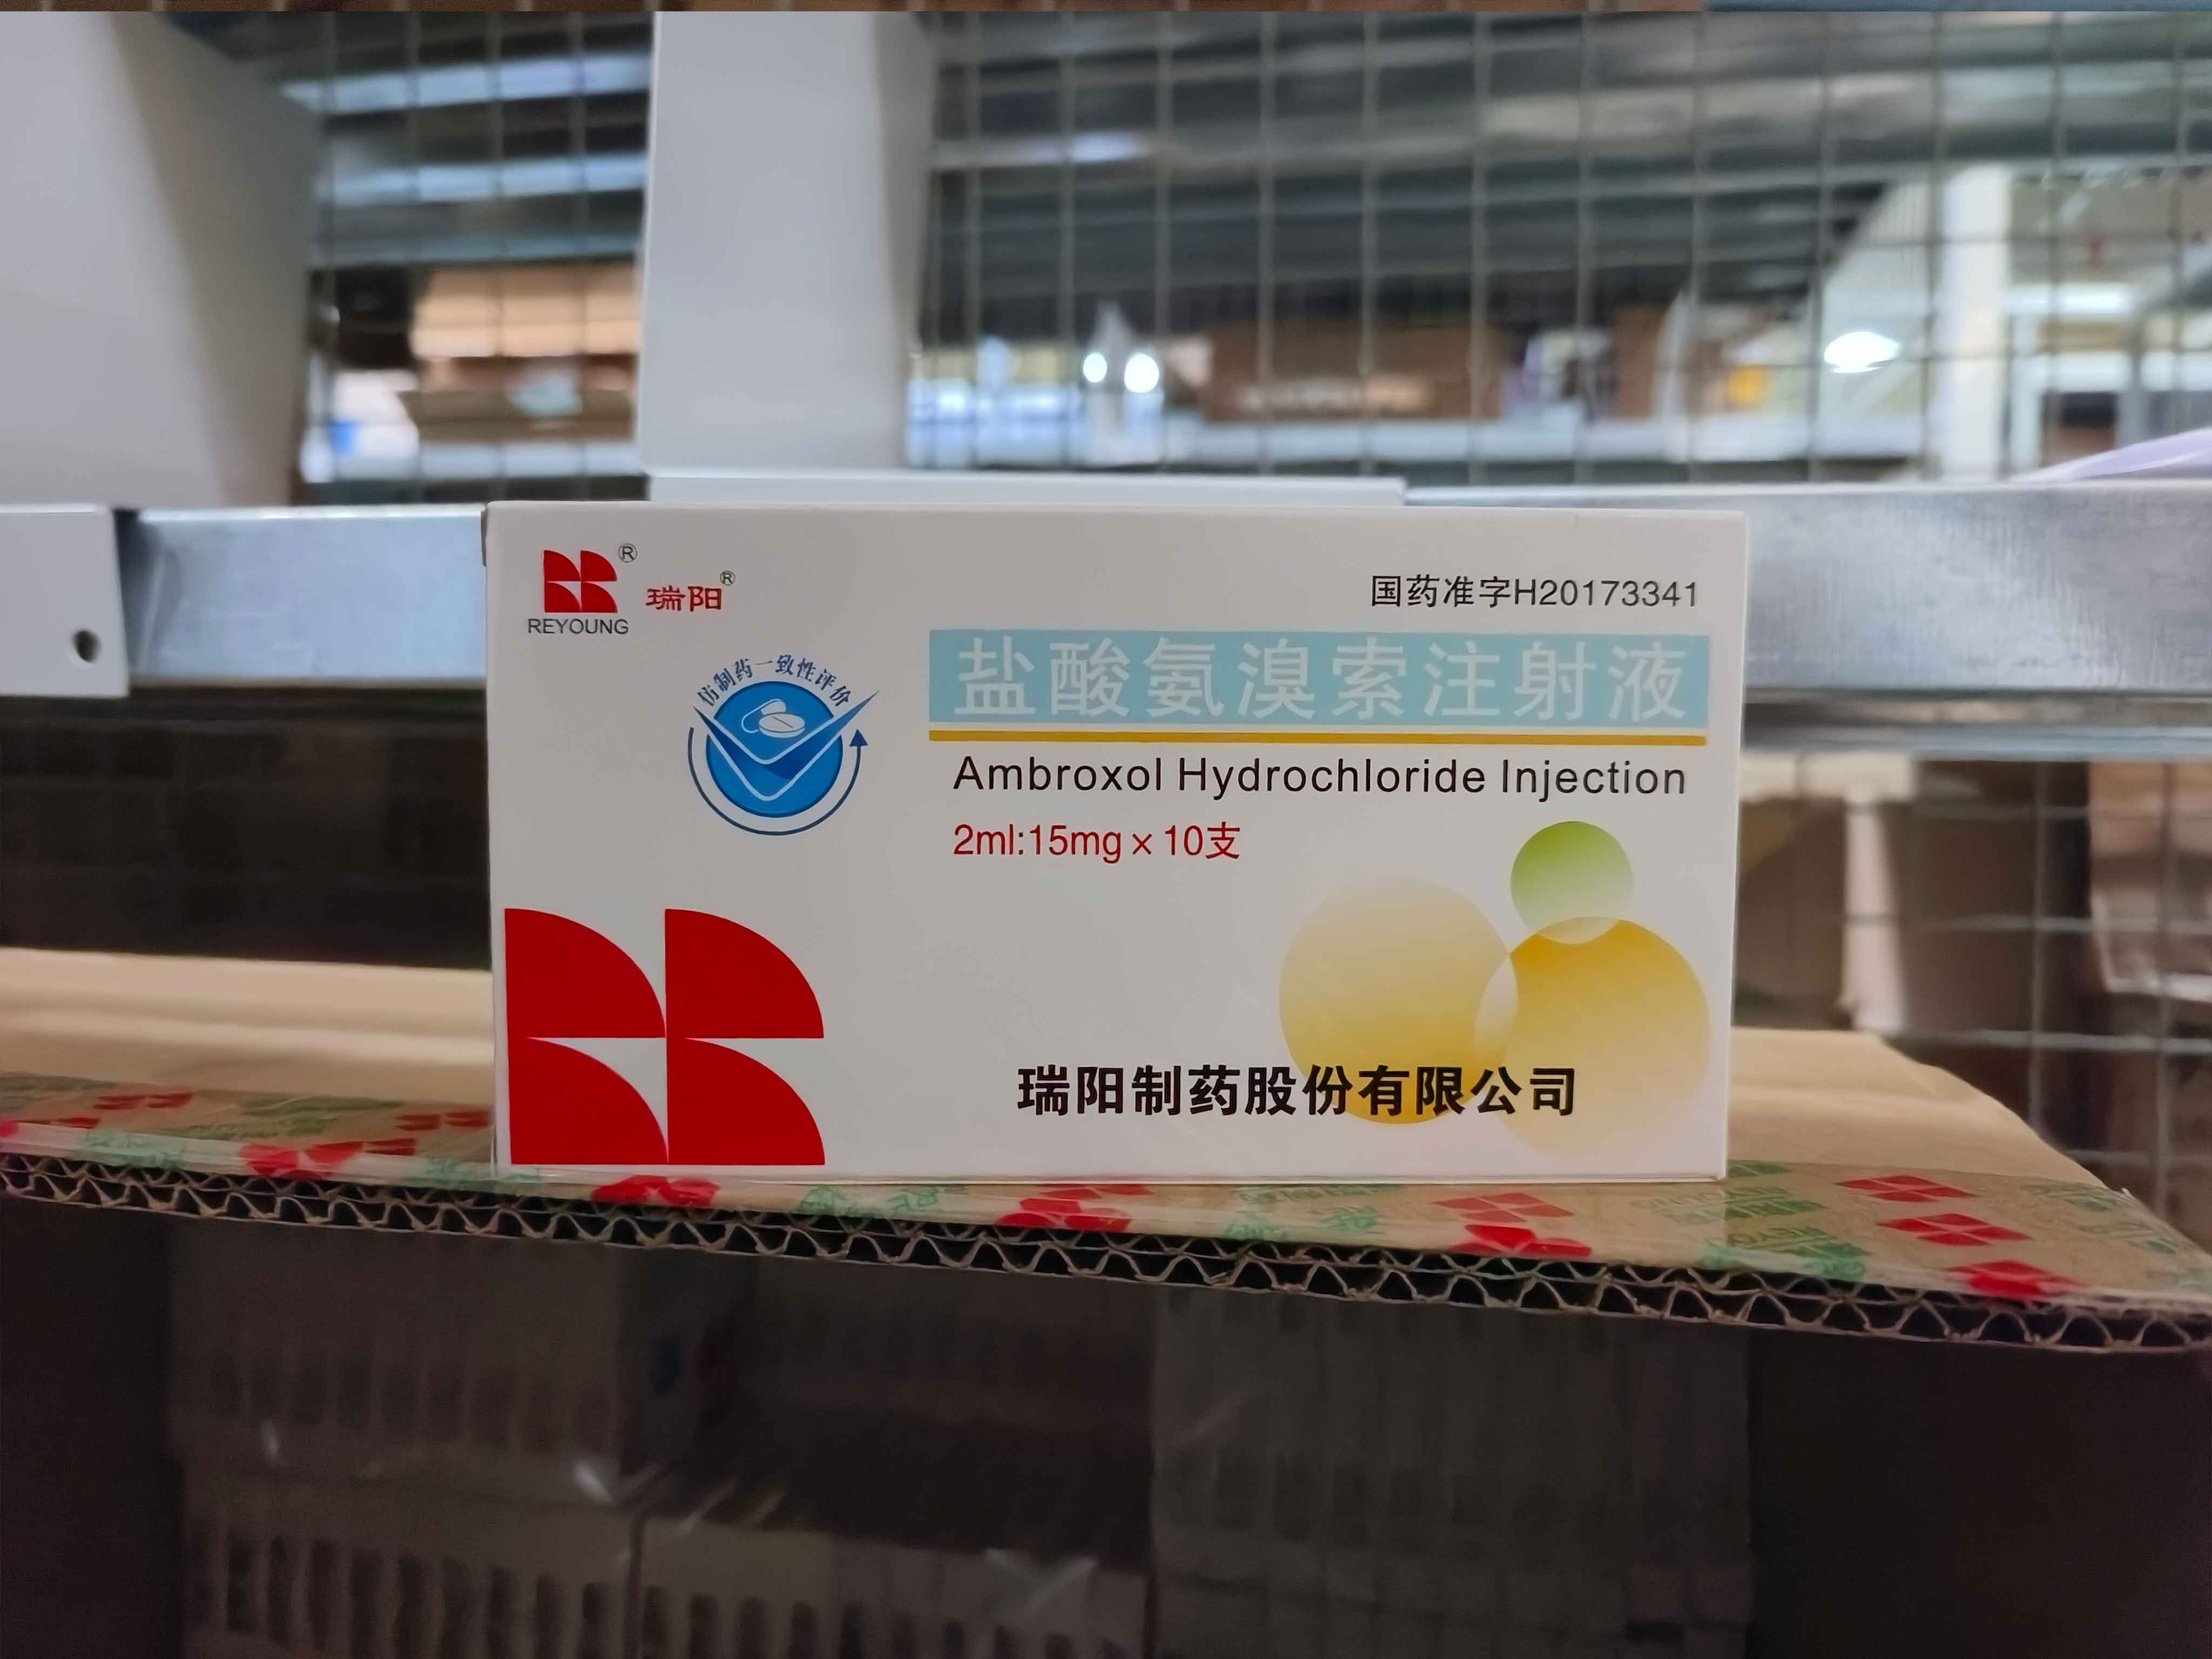 瑞阳®
REYOUNG
国药准字H20173341
仿制药一致性评价
盐酸氨溴索注射液
Ambroxol Hydrochloride Injection
2ml:15mg×10支
瑞阳制药股份有限公司